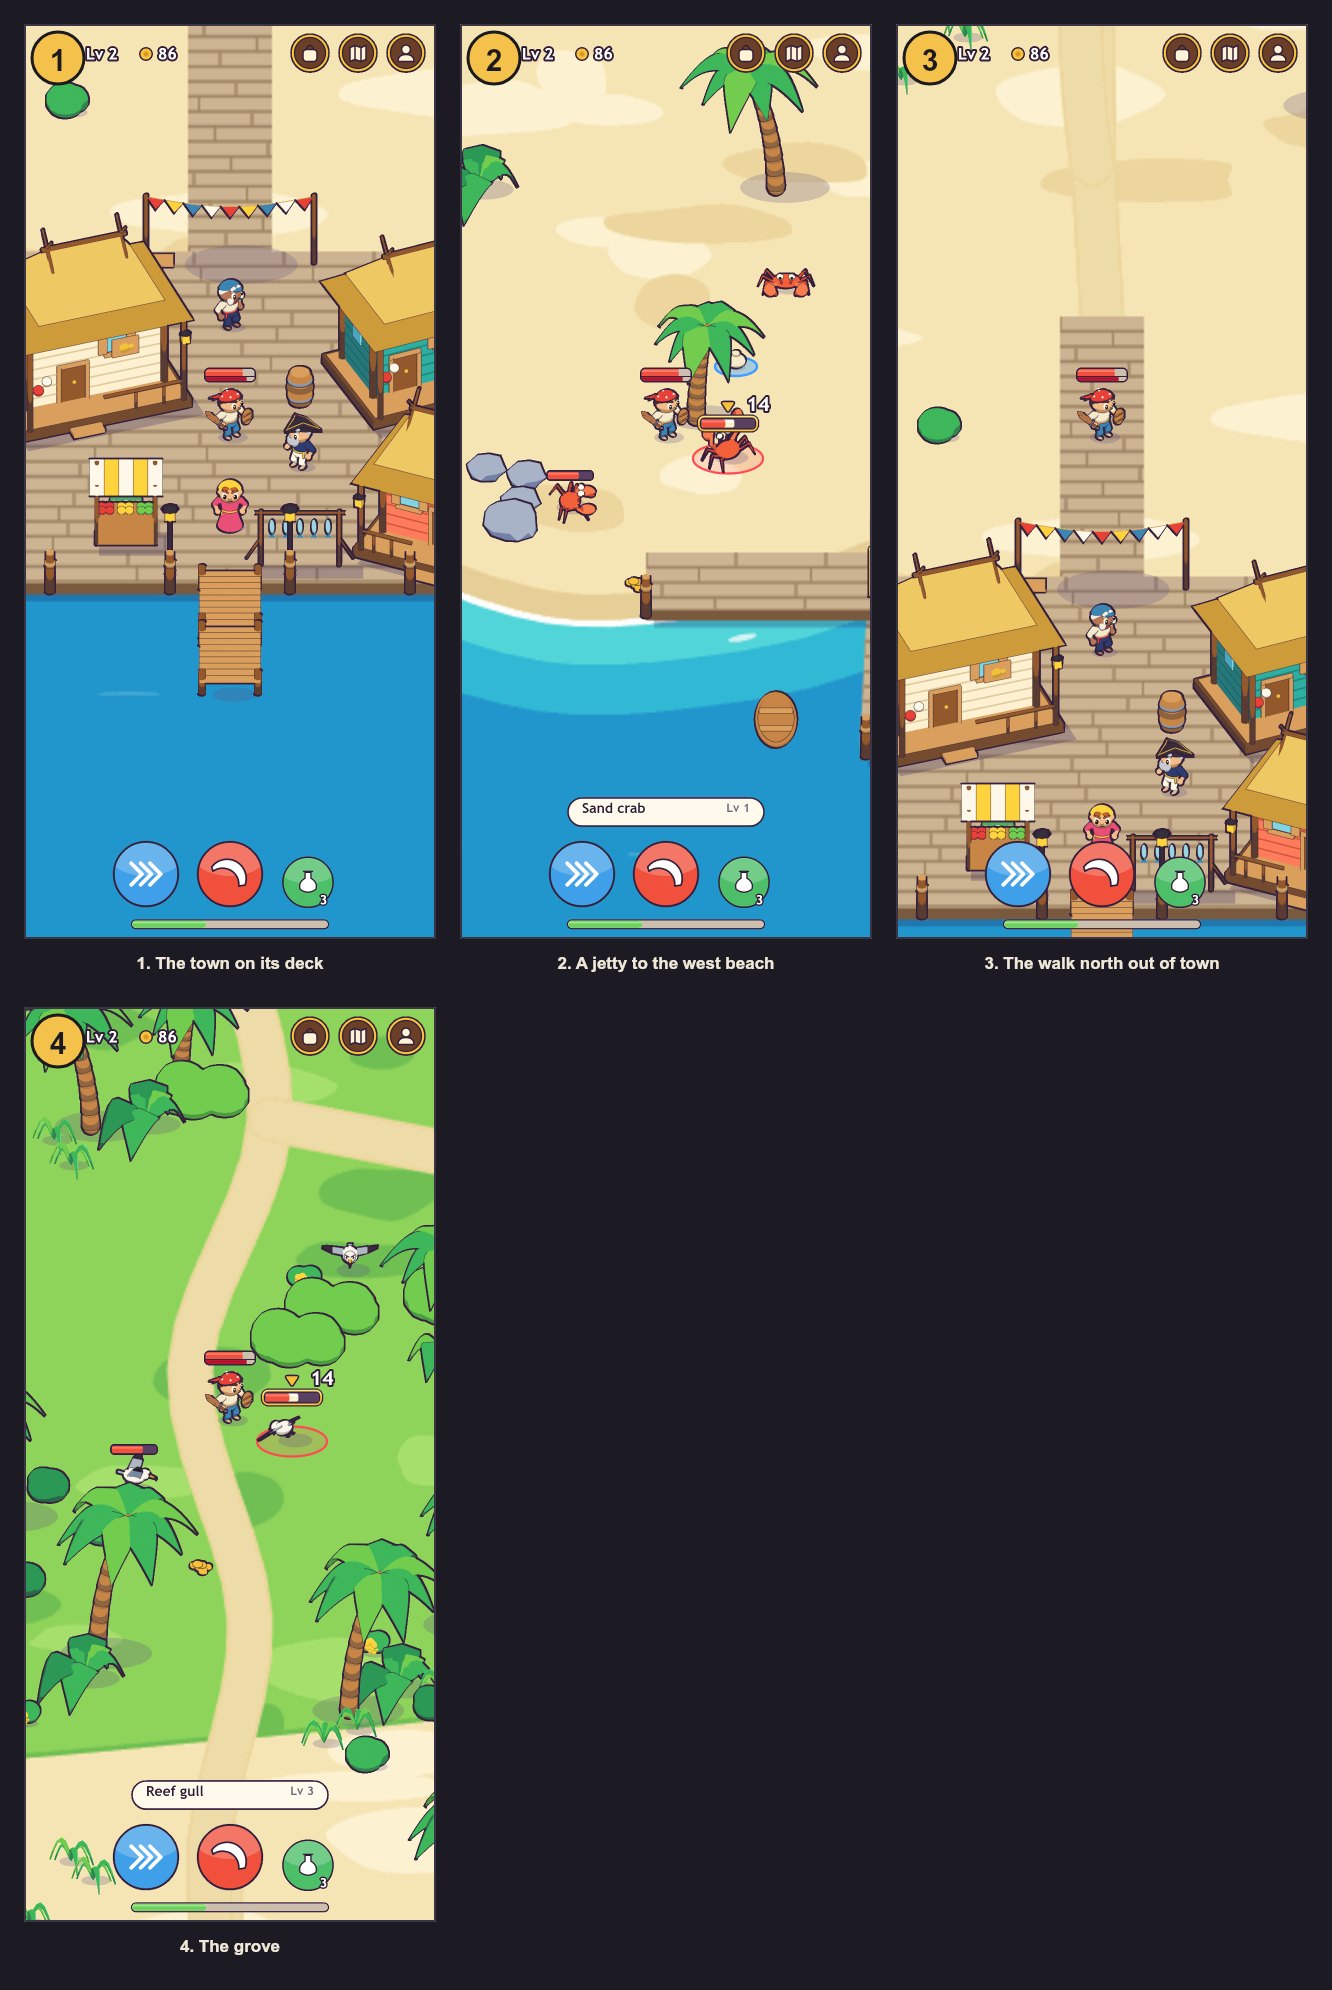 1
Lv 2
86
2
Lv 2
86
14
Sand crab
Lv 1
3
3
Lv 2
86
3
3
1. The town on its deck
2. A jetty to the west beach
3. The walk north out of town
4
Lv 2
86
14
Reef gull
Lv 3
3
4. The grove